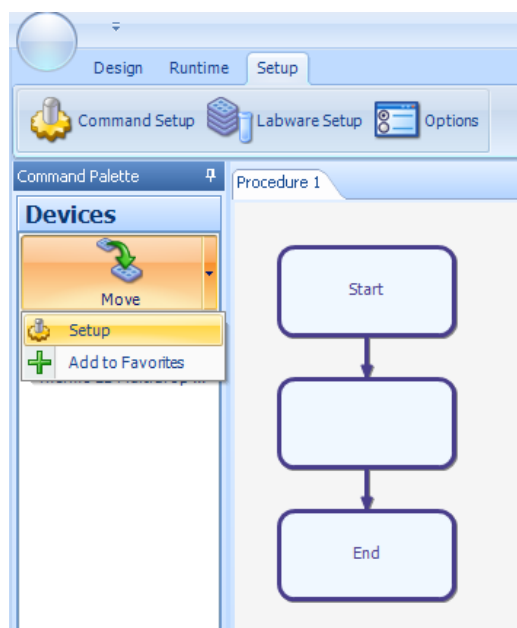 Design Runtime Setup
Command Setup Labware Setup Options
Command Palette
Procedure 1
Devices
Move
Setup
Add to Favorites
Start
End